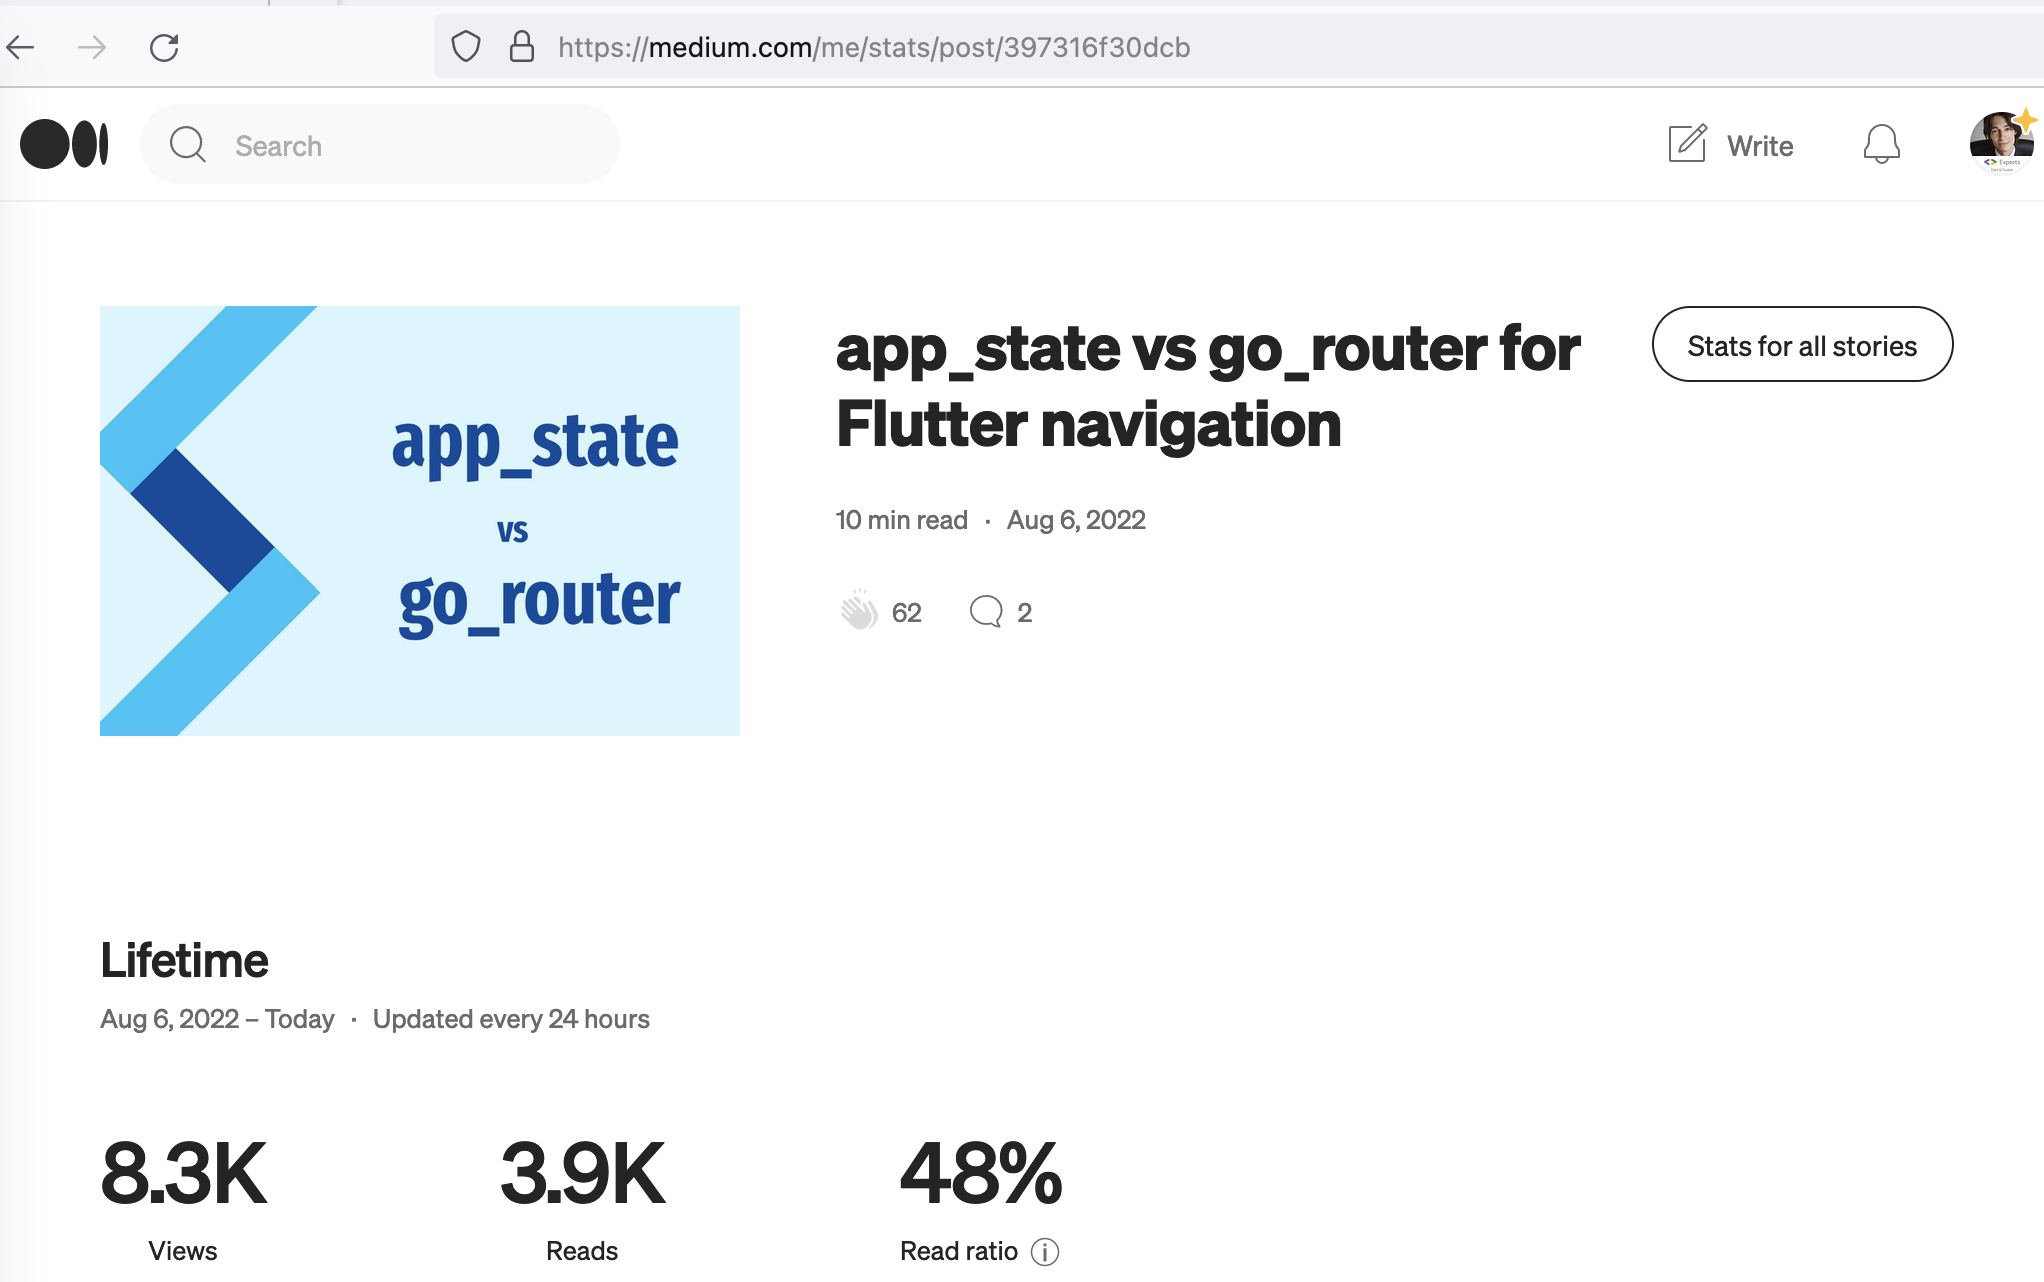 https://medium.com/me/stats/post/397316f30dcb
Search
Write
Experts
app_state
vs
go_router
app_state vs go_router for
Flutter navigation
Stats for all stories
10 min read · Aug 6, 2022
62 2
Lifetime
Aug 6, 2022 – Today · Updated every 24 hours
8.3K 3.9K 48%
Views Reads Read ratio